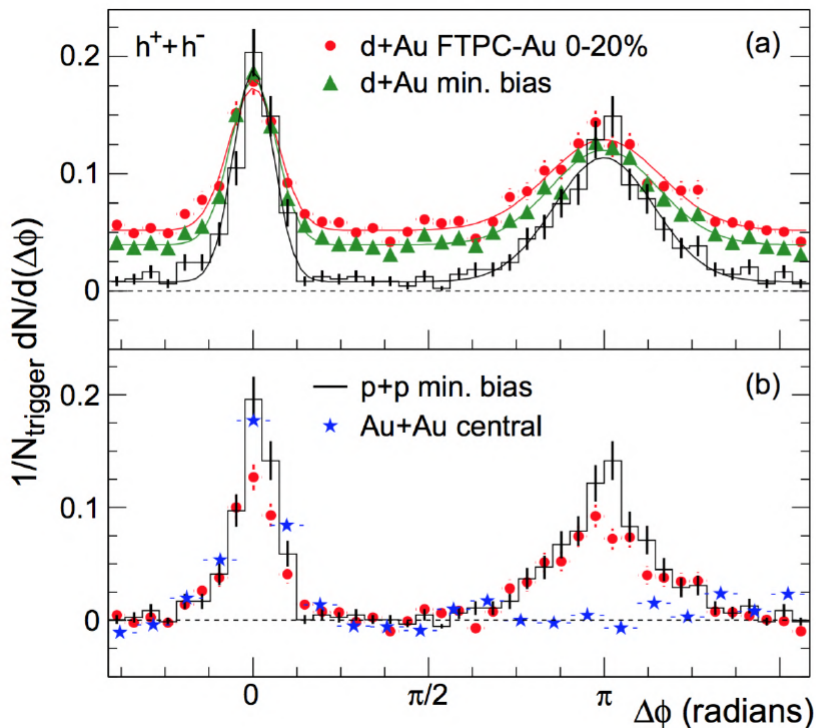 h⁺+h⁻
d+Au FTPC-Au 0-20%
(a)
d+Au min. bias
0.2
0.1
0
1/N_trigger dN/d(Δϕ)
p+p min. bias
(b)
Au+Au central
0.2
0.1
0
0
π/2
π
Δϕ (radians)